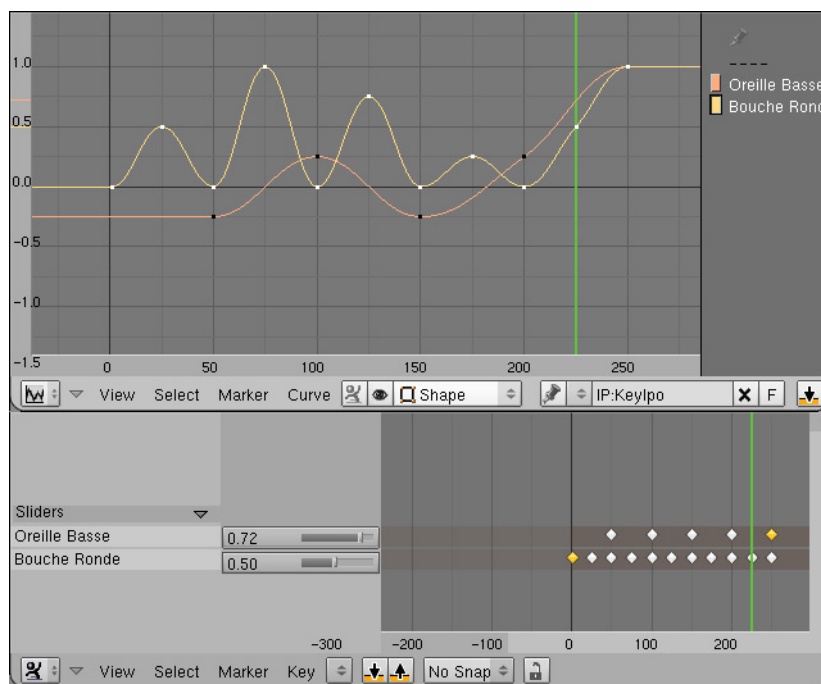 1.0
0.5
0.0
-0.5
-1.0
-1.5
0 50 100 150 200 250
----
Oreille Basse
Bouche Rond
View Select Marker Curve Shape IP:KeyIpo F
Sliders
Oreille Basse 0.72
Bouche Ronde 0.50
-300 -200 -100 0 100 200
View Select Marker Key No Snap